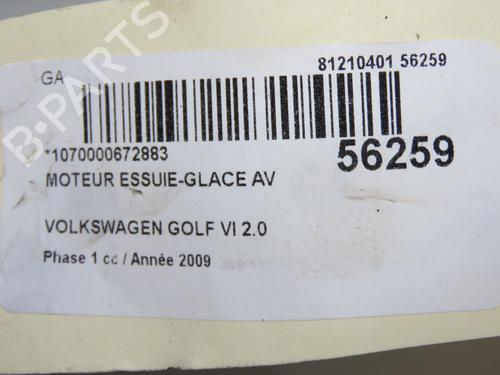 GA
81210401 56259
*1070000672883
56259
MOTEUR ESSUIE-GLACE AV
VOLKSWAGEN GOLF VI 2.0
Phase 1 cc / Année 2009
B-PARTS